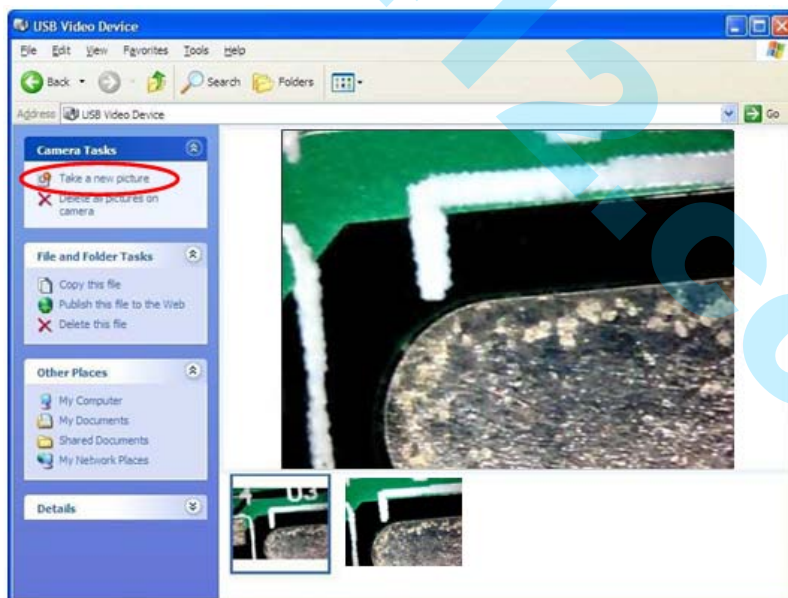 USB Video Device
File Edit View Favorites Tools Help
Back Search Folders
Address USB Video Device Go
Camera Tasks
Take a new picture
Delete all pictures on
camera
File and Folder Tasks
Copy this file
Publish this file to the Web
Delete this file
Other Places
My Computer
My Documents
Shared Documents
My Network Places
Details
4 U3